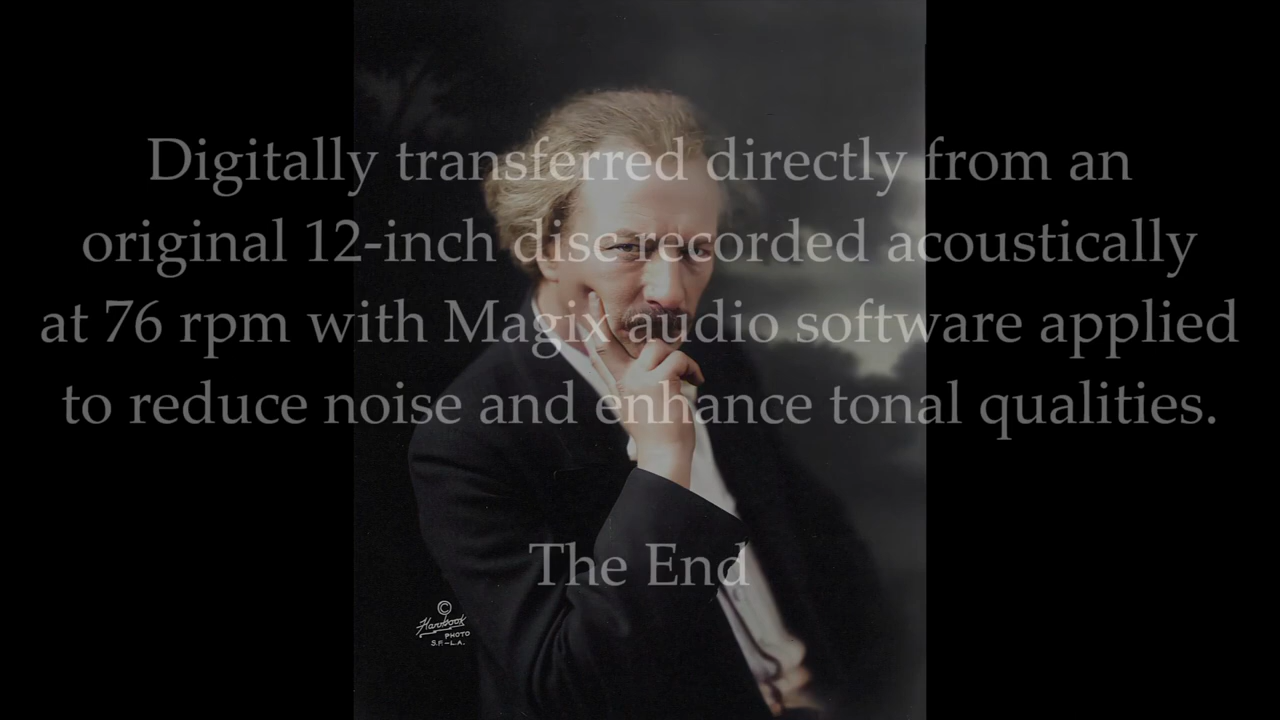 Digitally transferred directly from an
original 12-inch disc recorded acoustically
at 76 rpm with Magix audio software applied
to reduce noise and enhance tonal qualities.
The End
©
Hartsook
PHOTO
S.F.-L.A.